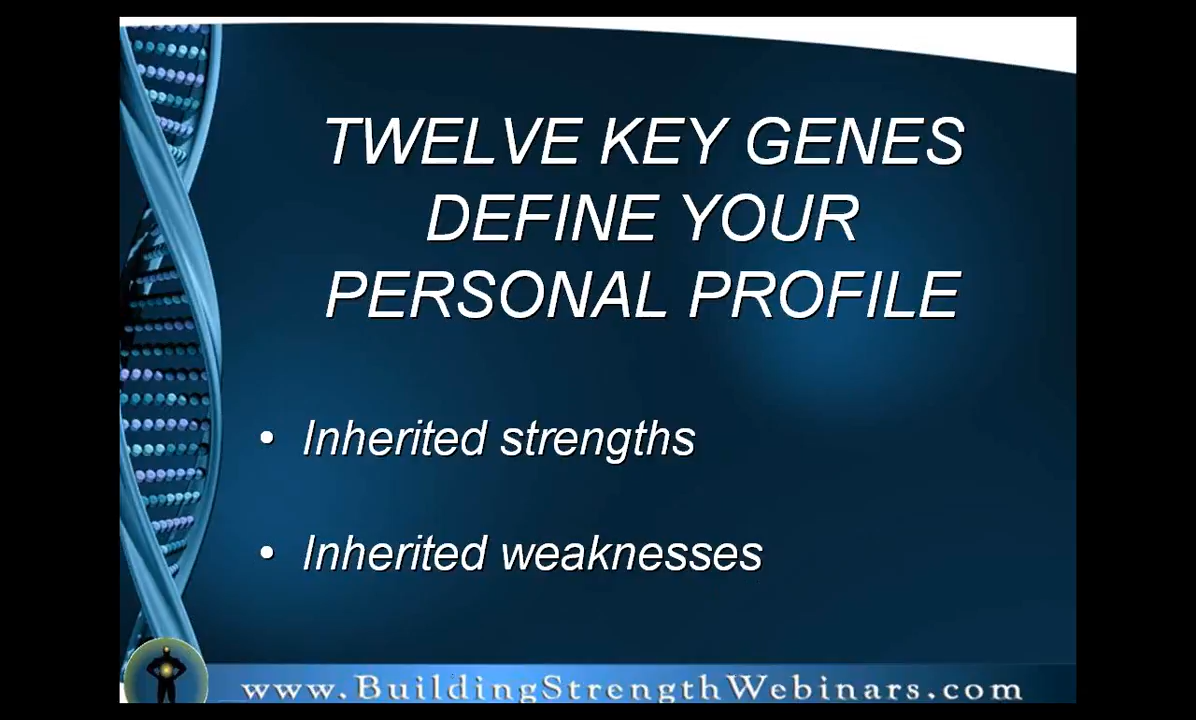 TWELVE KEY GENES
DEFINE YOUR
PERSONAL PROFILE
• Inherited strengths
• Inherited weaknesses
www.BuildingStrengthWebinars.com